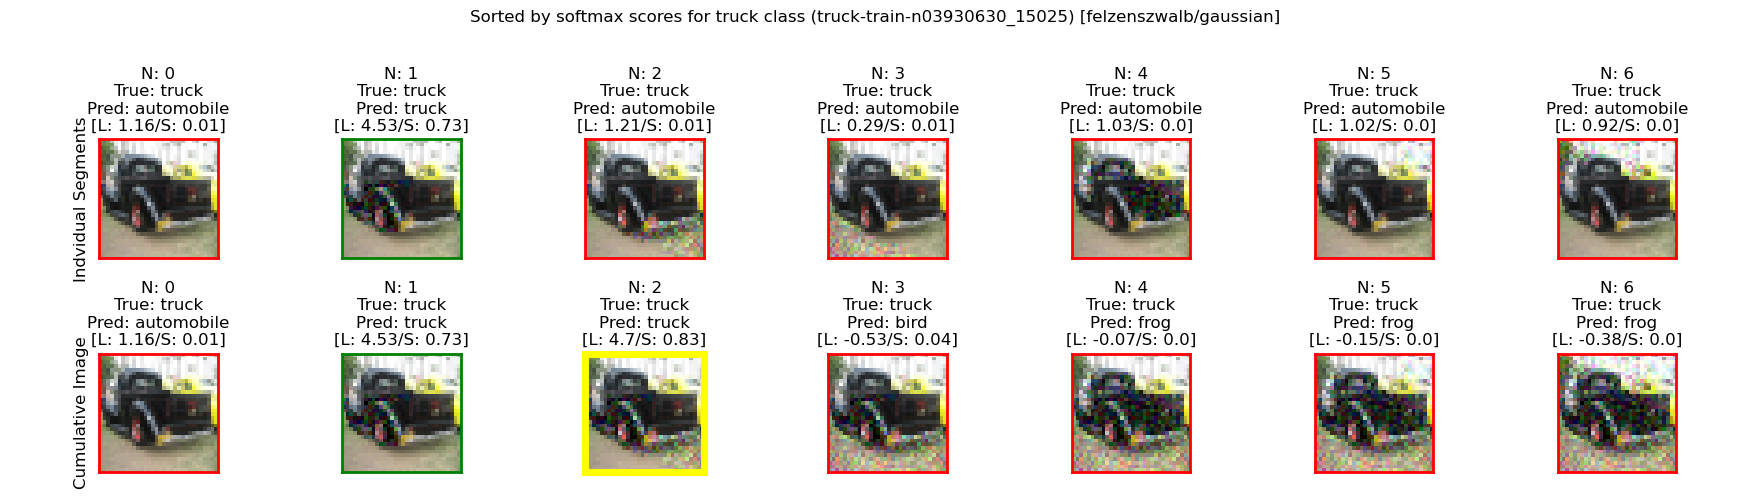 Sorted by softmax scores for truck class (truck-train-n03930630_15025) [felzenszwalb/gaussian]
Indvidual Segments
N: 0
True: truck
Pred: automobile
[L: 1.16/S: 0.01]
N: 1
True: truck
Pred: truck
[L: 4.53/S: 0.73]
N: 2
True: truck
Pred: automobile
[L: 1.21/S: 0.01]
N: 3
True: truck
Pred: automobile
[L: 0.29/S: 0.01]
N: 4
True: truck
Pred: automobile
[L: 1.03/S: 0.0]
N: 5
True: truck
Pred: automobile
[L: 1.02/S: 0.0]
N: 6
True: truck
Pred: automobile
[L: 0.92/S: 0.0]
Cumulative Image
N: 0
True: truck
Pred: automobile
[L: 1.16/S: 0.01]
N: 1
True: truck
Pred: truck
[L: 4.53/S: 0.73]
N: 2
True: truck
Pred: truck
[L: 4.7/S: 0.83]
N: 3
True: truck
Pred: bird
[L: -0.53/S: 0.04]
N: 4
True: truck
Pred: frog
[L: -0.07/S: 0.0]
N: 5
True: truck
Pred: frog
[L: -0.15/S: 0.0]
N: 6
True: truck
Pred: frog
[L: -0.38/S: 0.0]